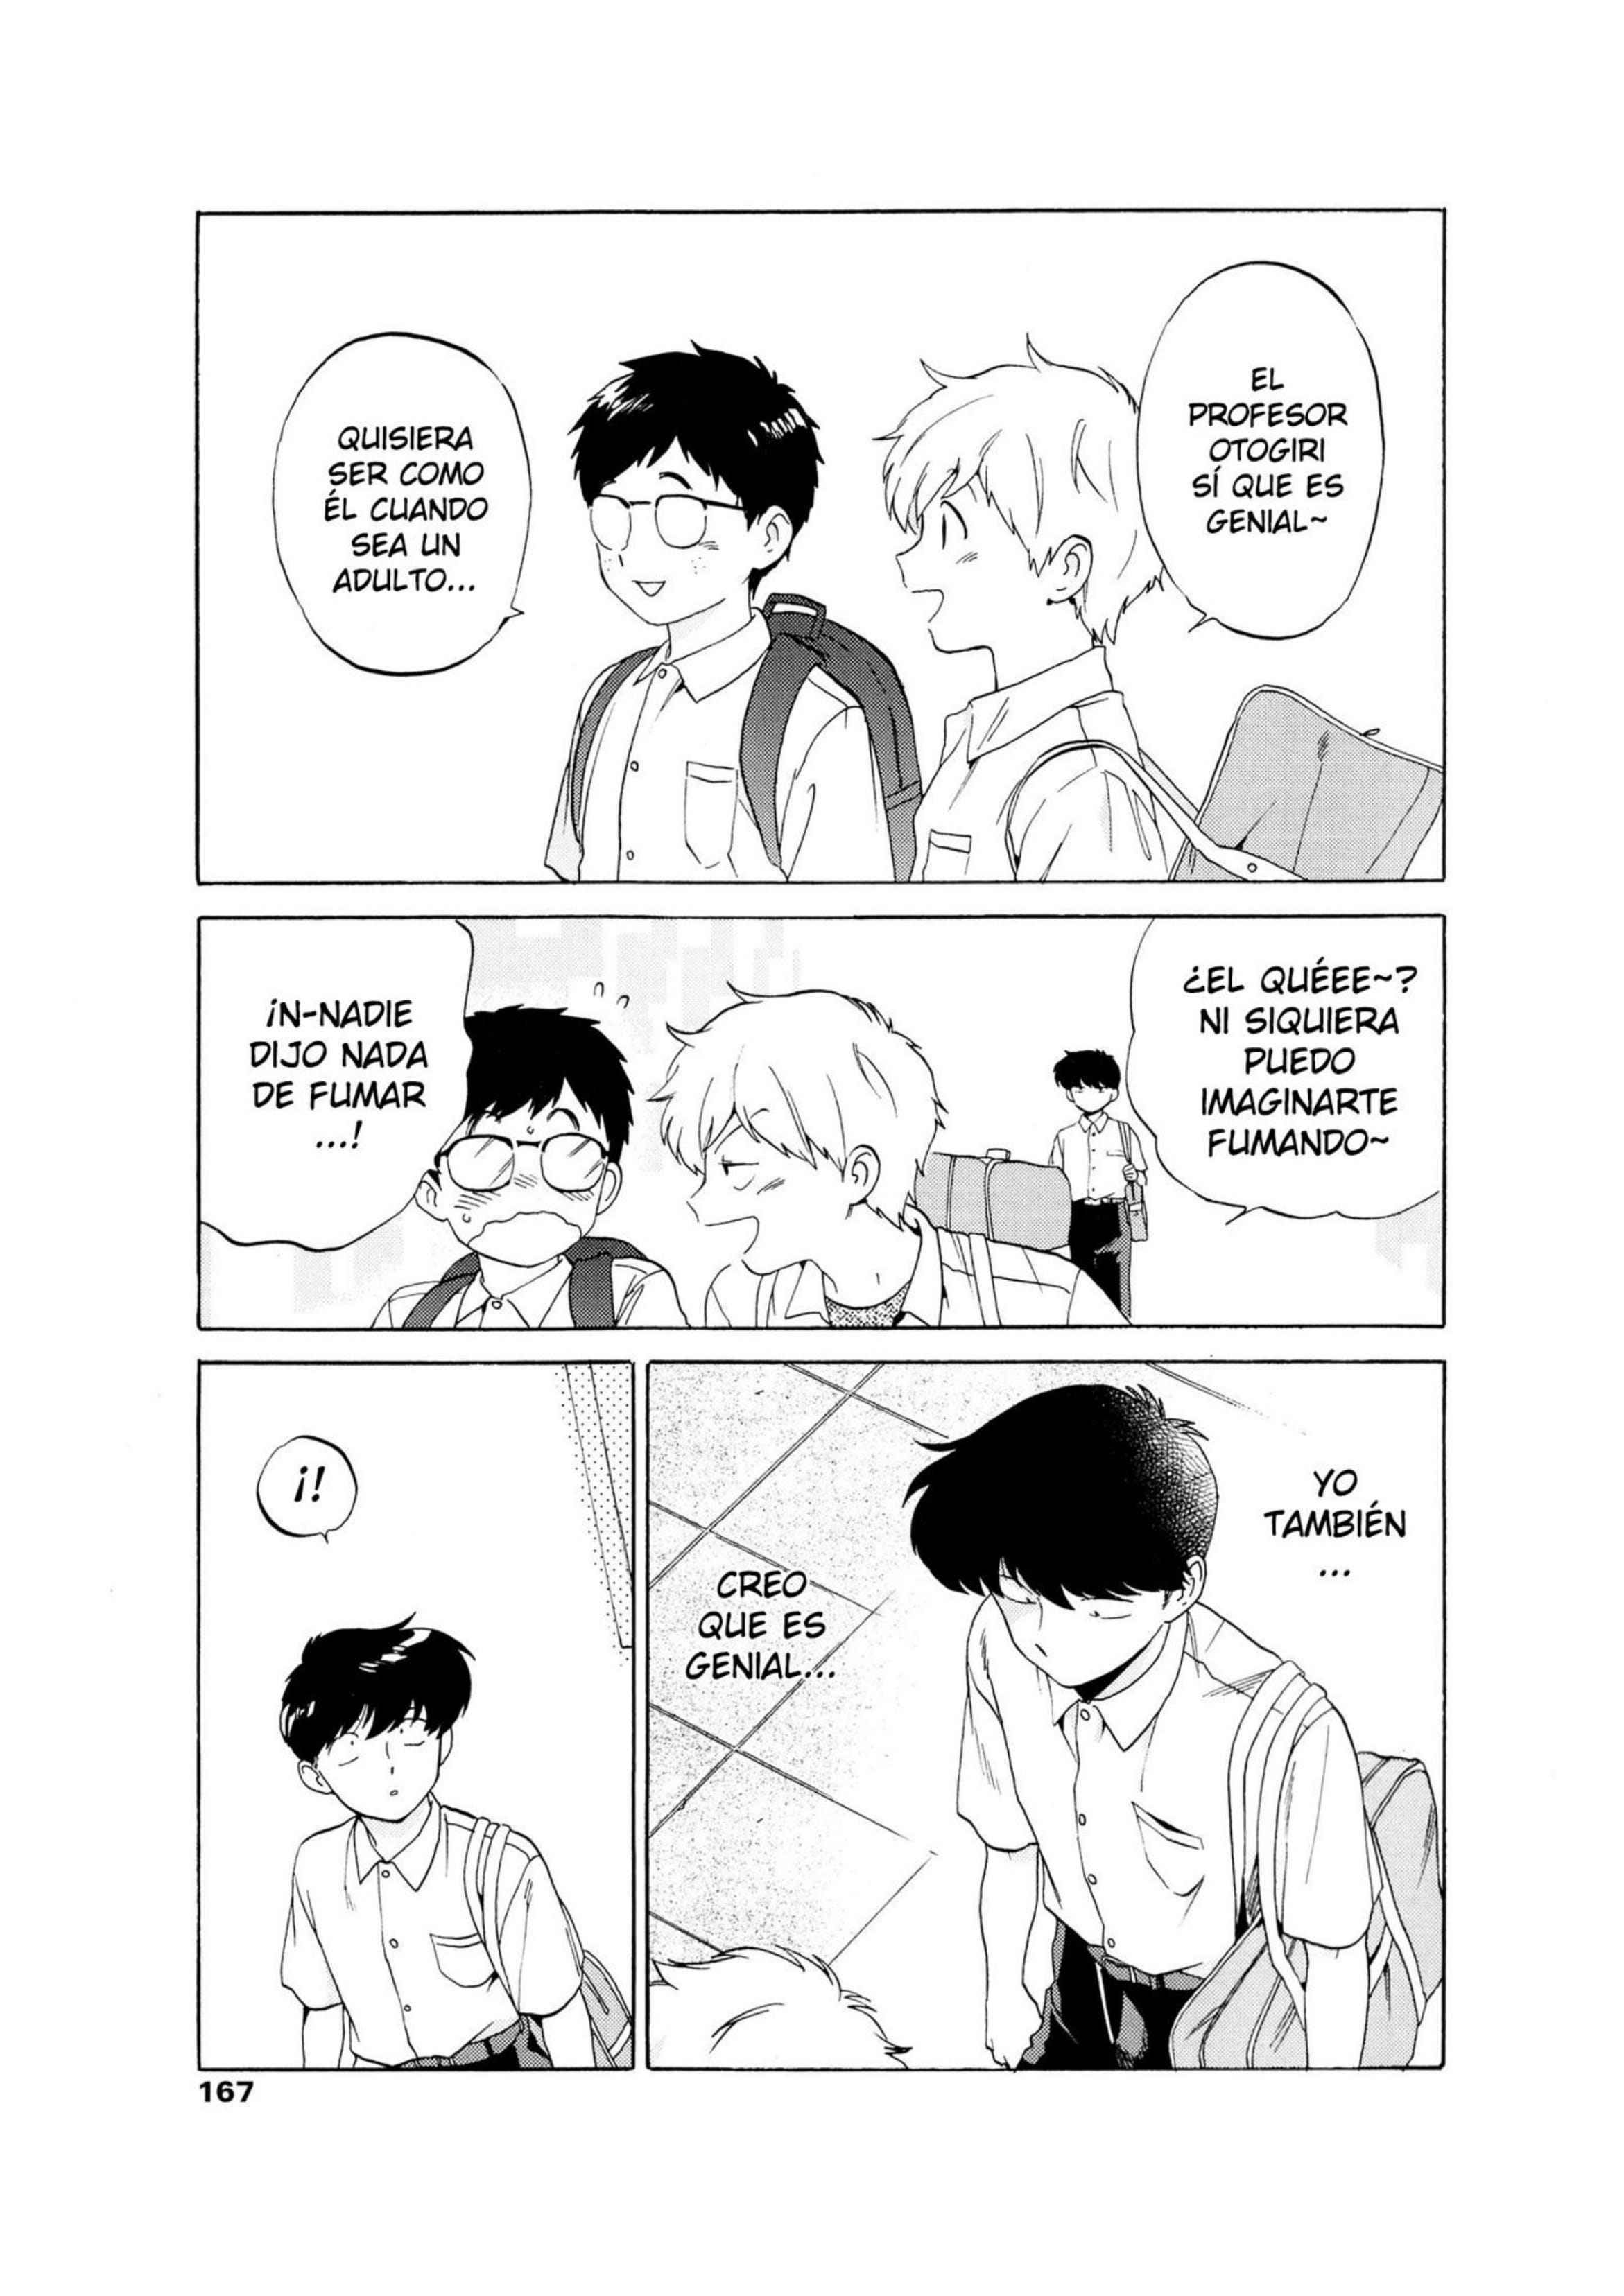 EL
PROFESOR
OTOGIRI
SÍ QUE ES
GENIAL~
QUISIERA
SER COMO
ÉL CUANDO
SEA UN
ADULTO...
¿EL QUÉEE~?
NI SIQUIERA
PUEDO
IMAGINARTE
FUMANDO~
¡N-NADIE
DIJO NADA
DE FUMAR
...!
YO
TAMBIÉN
...
CREO
QUE ES
GENIAL...
¡!
167